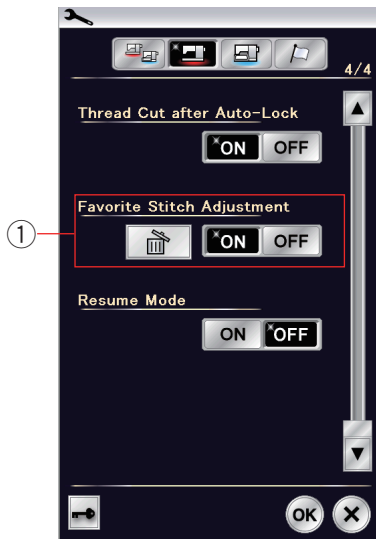 4/4
Thread Cut after Auto-Lock
ON OFF
Favorite Stitch Adjustment
1 ON OFF
Resume Mode
ON OFF
OK X